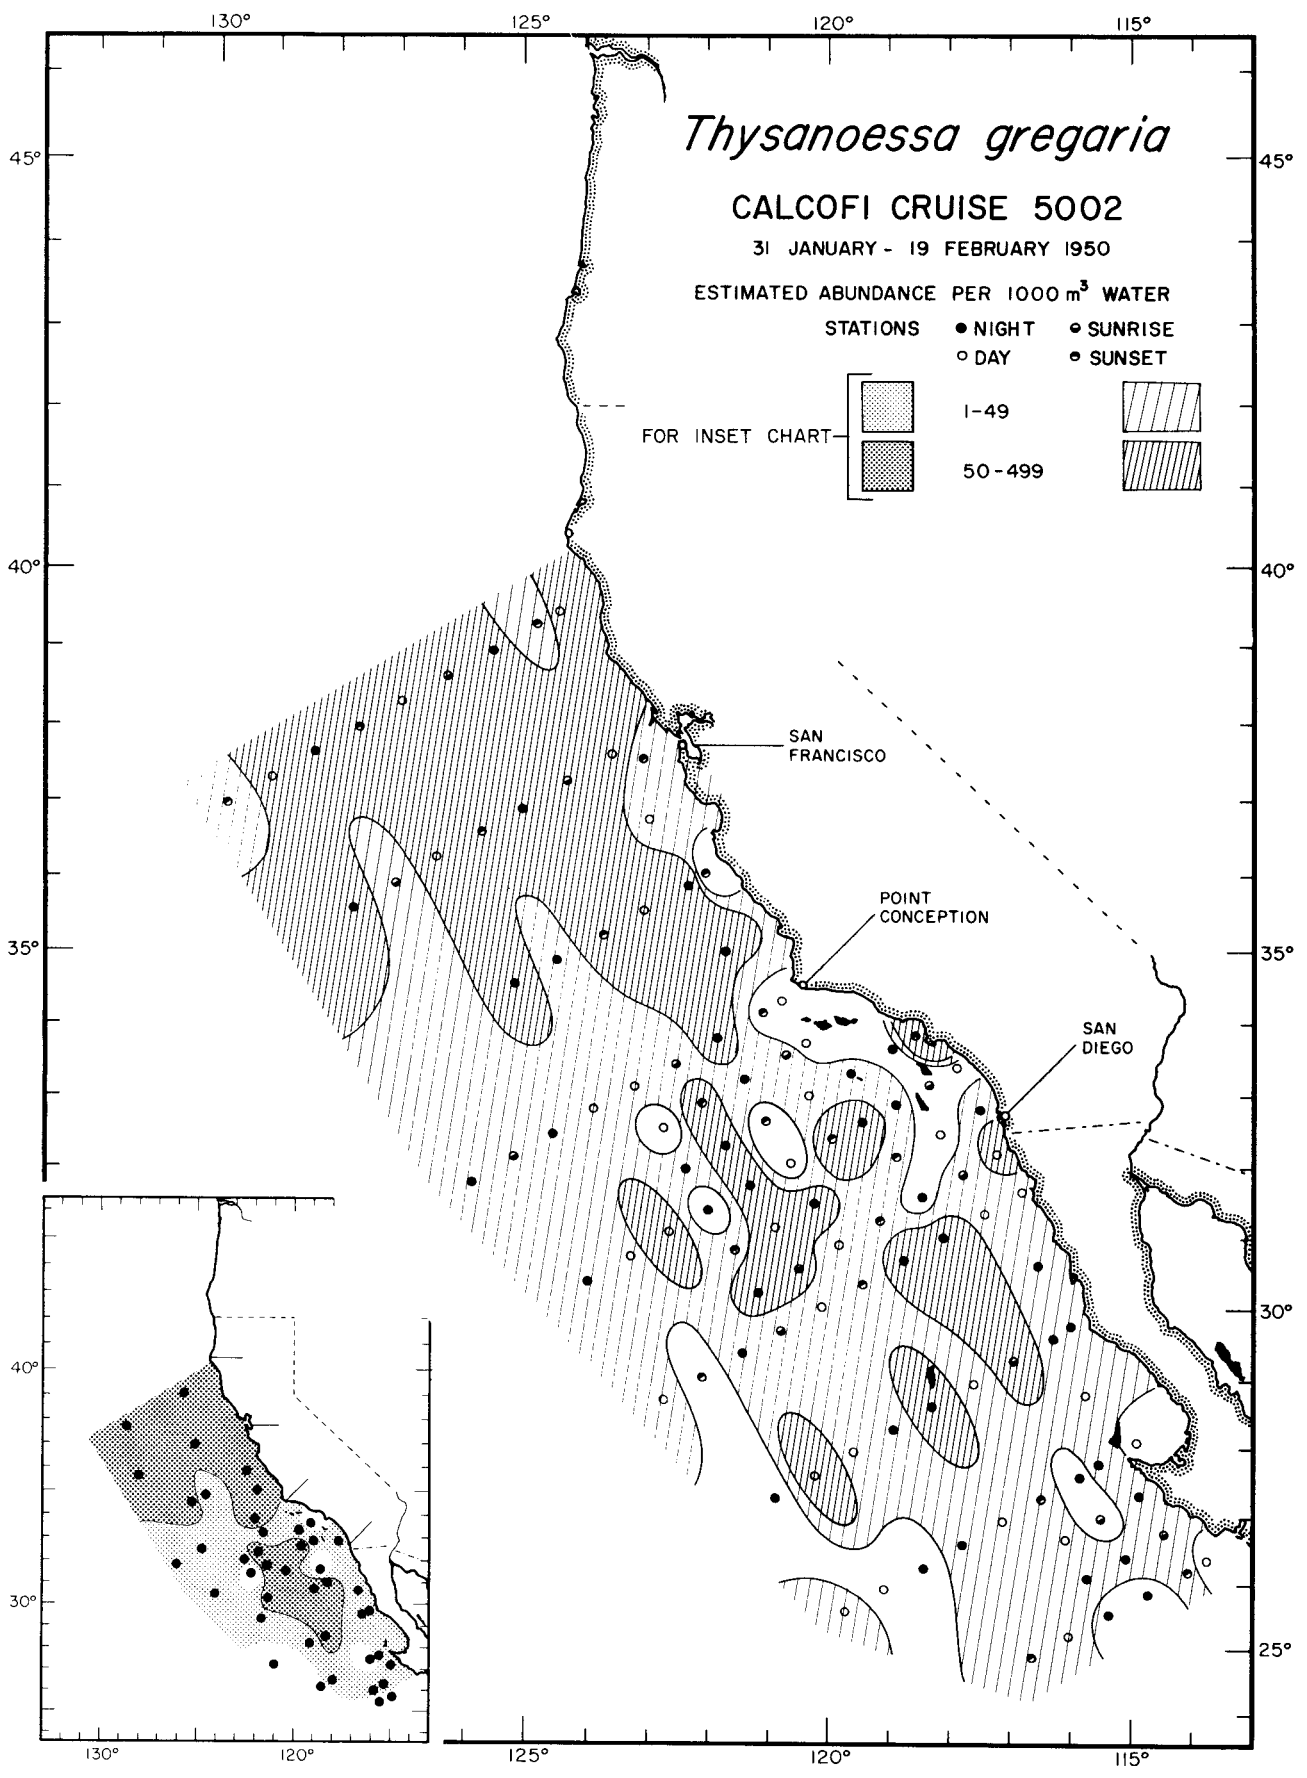 130° 125° 120° 115°
Thysanoessa gregaria
CALCOFI CRUISE 5002
31 JANUARY - 19 FEBRUARY 1950
ESTIMATED ABUNDANCE PER 1000 m³ WATER
STATIONS NIGHT SUNRISE
DAY SUNSET
FOR INSET CHART
1-49
50-499
45° 45°
40° 40°
SAN
FRANCISCO
POINT
CONCEPTION
35° 35°
SAN
DIEGO
30°
25°
40°
30°
130° 120°
125° 120° 115°